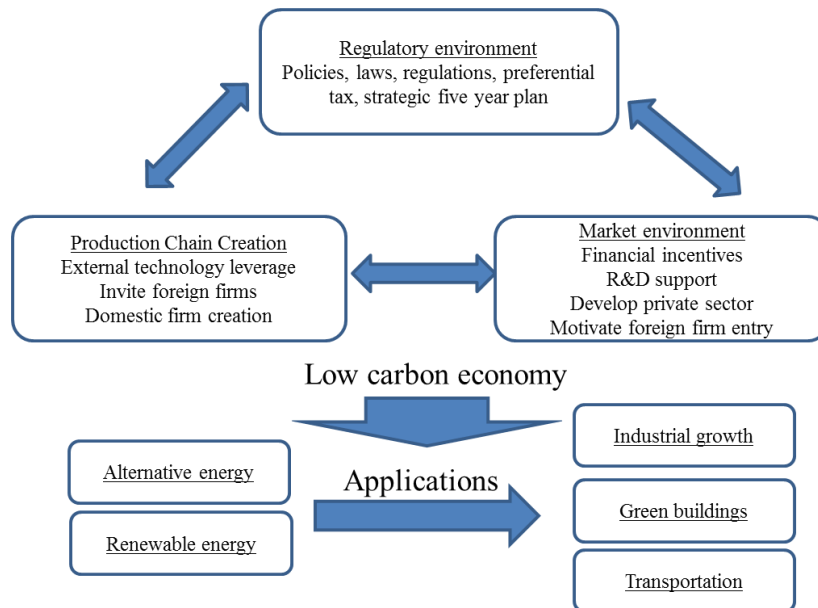 Regulatory environment
Policies, laws, regulations, preferential
tax, strategic five year plan
Production Chain Creation
External technology leverage
Invite foreign firms
Domestic firm creation
Market environment
Financial incentives
R&D support
Develop private sector
Motivate foreign firm entry
Low carbon economy
Alternative energy
Renewable energy
Applications
Industrial growth
Green buildings
Transportation